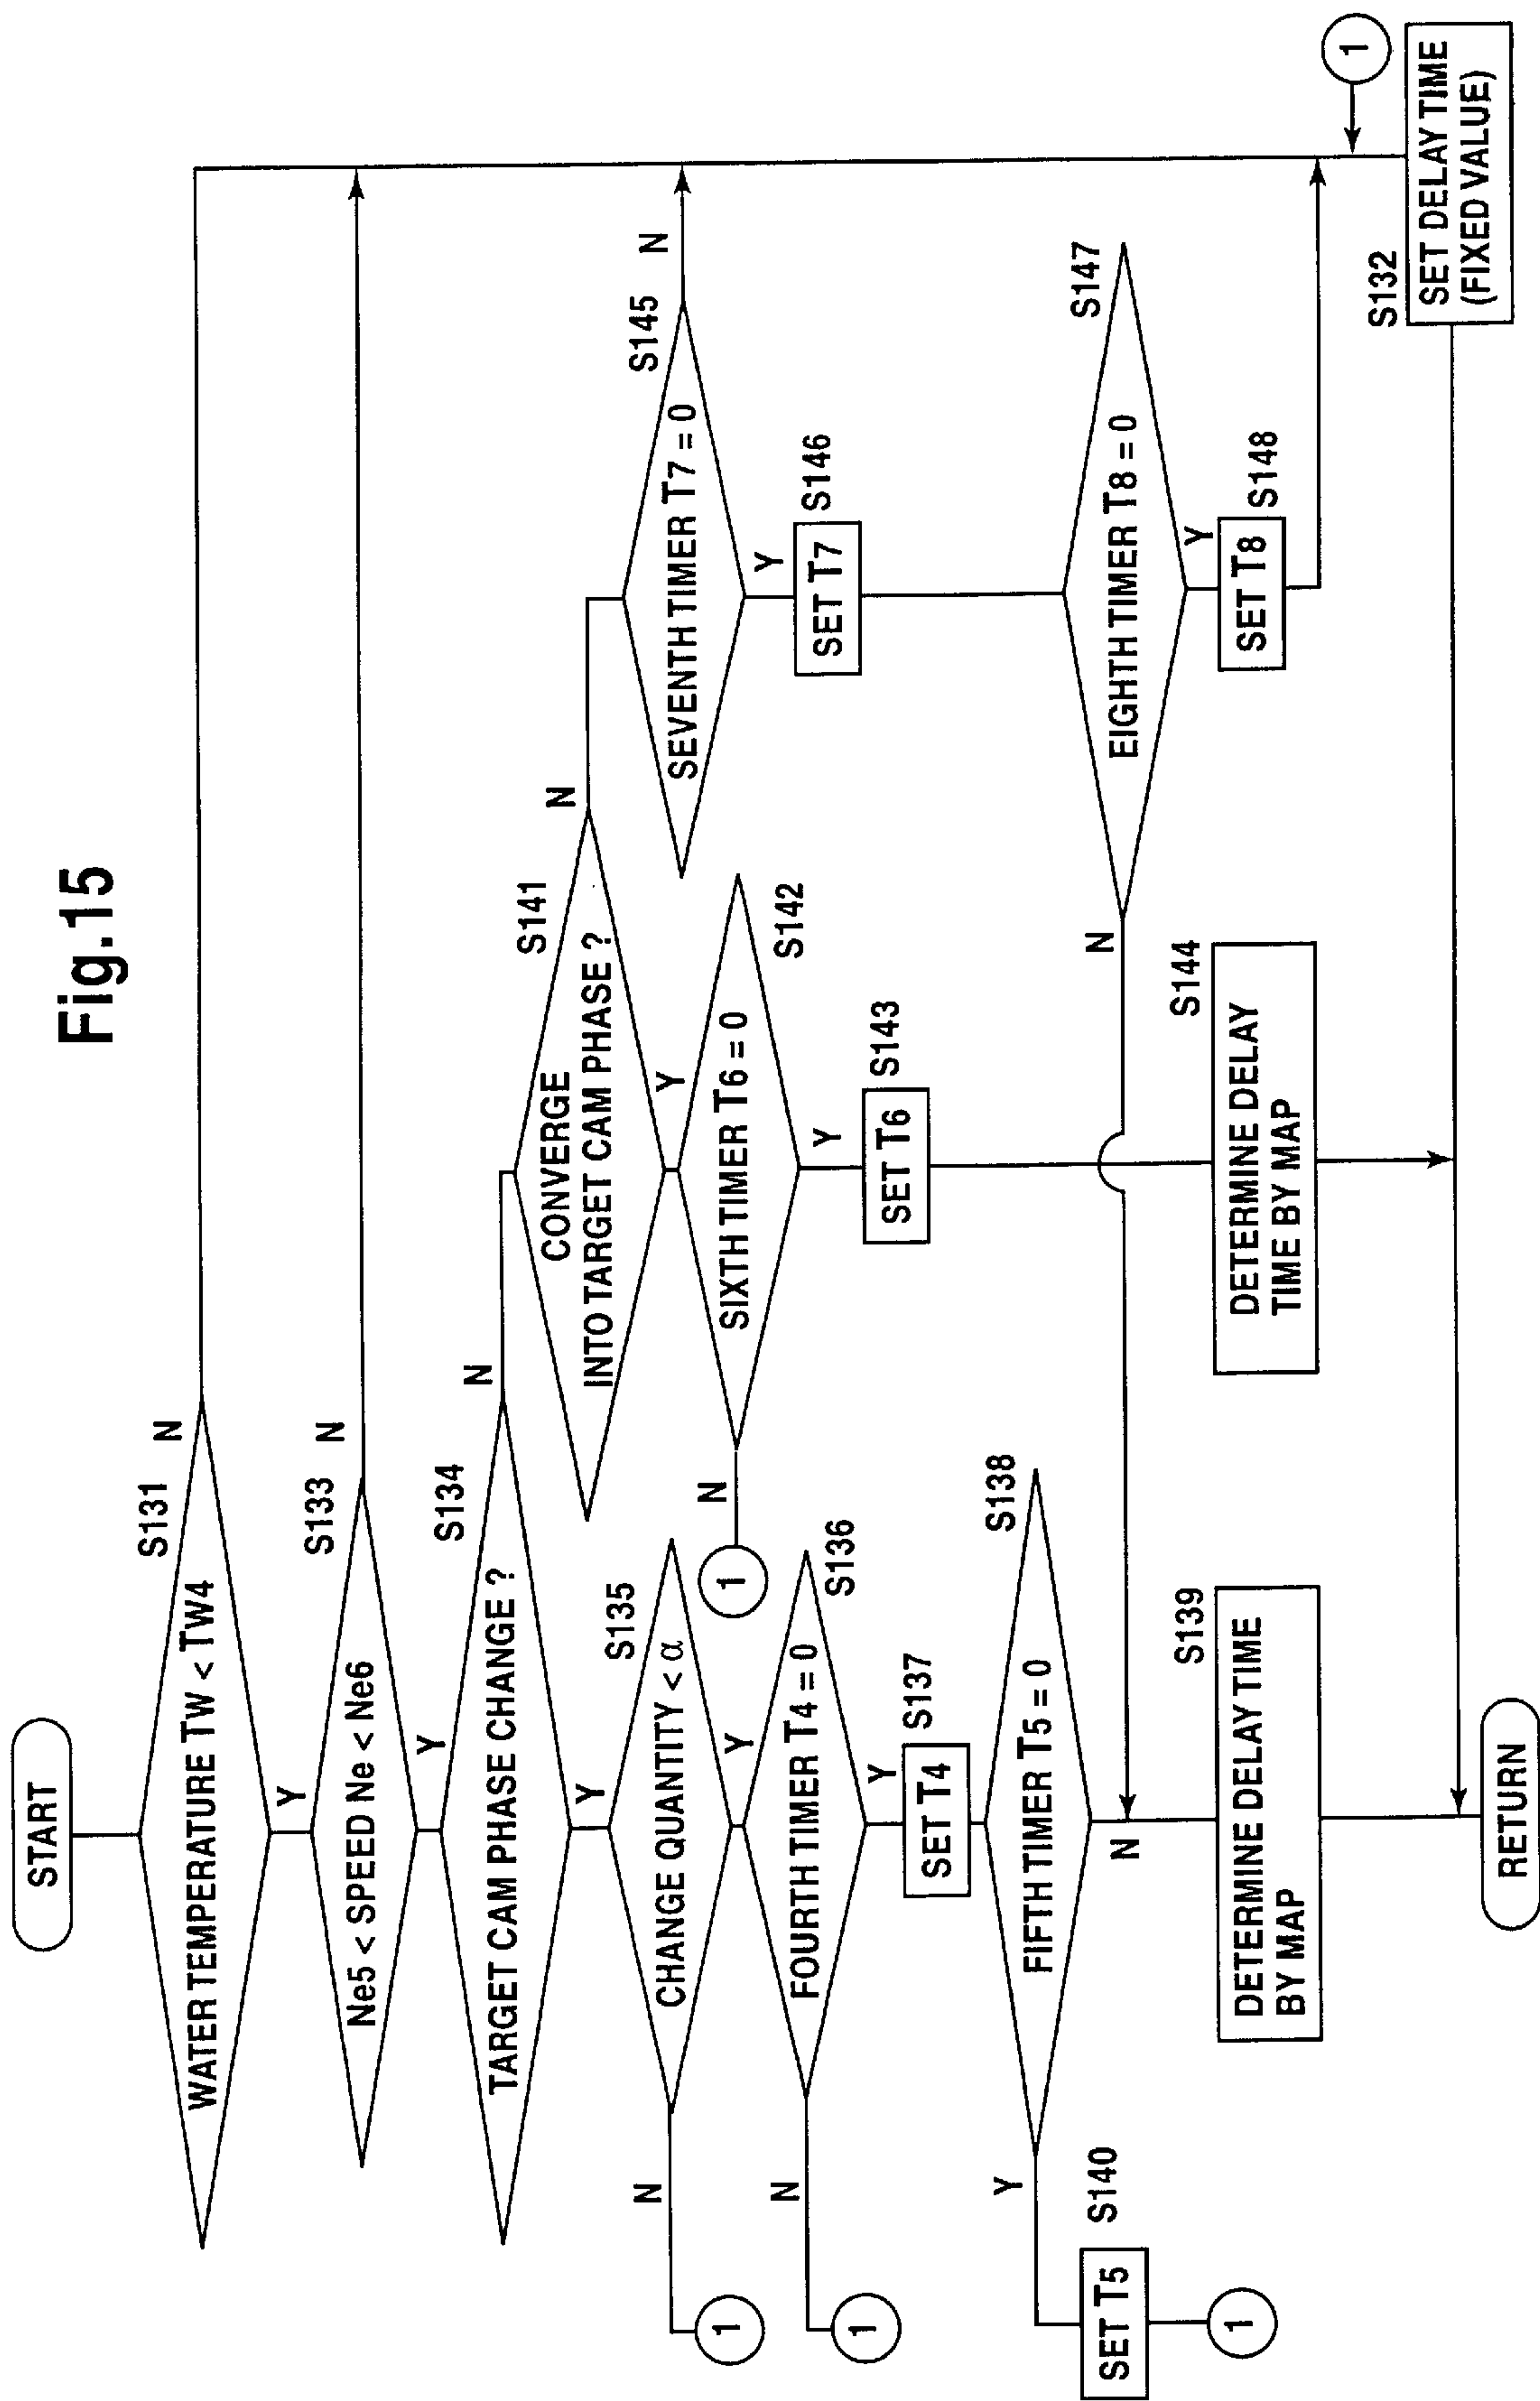 Fig.15
START
WATER TEMPERATURE TW < TW4
S131
N
Y
Ne5 < SPEED Ne < Ne6
S133
N
Y
TARGET CAM PHASE CHANGE ?
S134
N
Y
CHANGE QUANTITY < α
S135
N
1
Y
FOURTH TIMER T4 = 0
S136
N
1
Y
SET T4
S137
FIFTH TIMER T5 = 0
S138
Y
SET T5
S140
1
N
DETERMINE DELAY TIME
BY MAP
S139
CONVERGE
INTO TARGET CAM PHASE ?
S141
N
Y
SIXTH TIMER T6 = 0
S142
N
1
Y
SET T6
S143
DETERMINE DELAY
TIME BY MAP
S144
SEVENTH TIMER T7 = 0
S145
N
Y
SET T7
S146
EIGHTH TIMER T8 = 0
S147
N
Y
SET T8
S148
1
SET DELAY TIME
(FIXED VALUE)
S132
RETURN